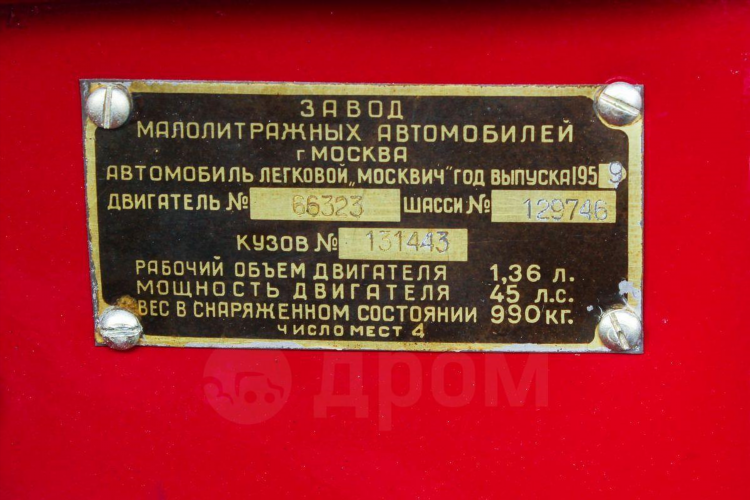 ЗАВОД
МАЛОЛИТРАЖНЫХ АВТОМОБИЛЕЙ
г МОСКВА
АВТОМОБИЛЬ ЛЕГКОВОЙ „МОСКВИЧ" ГОД ВЫПУСКА 1959
ДВИГАТЕЛЬ № 66323 ШАССИ № 129746
КУЗОВ № 131443
РАБОЧИЙ ОБЪЕМ ДВИГАТЕЛЯ 1,36 л.
МОЩНОСТЬ ДВИГАТЕЛЯ 45 л.с.
ВЕС В СНАРЯЖЕННОМ СОСТОЯНИИ 990 кг.
ЧИСЛО МЕСТ 4
ДРОМ